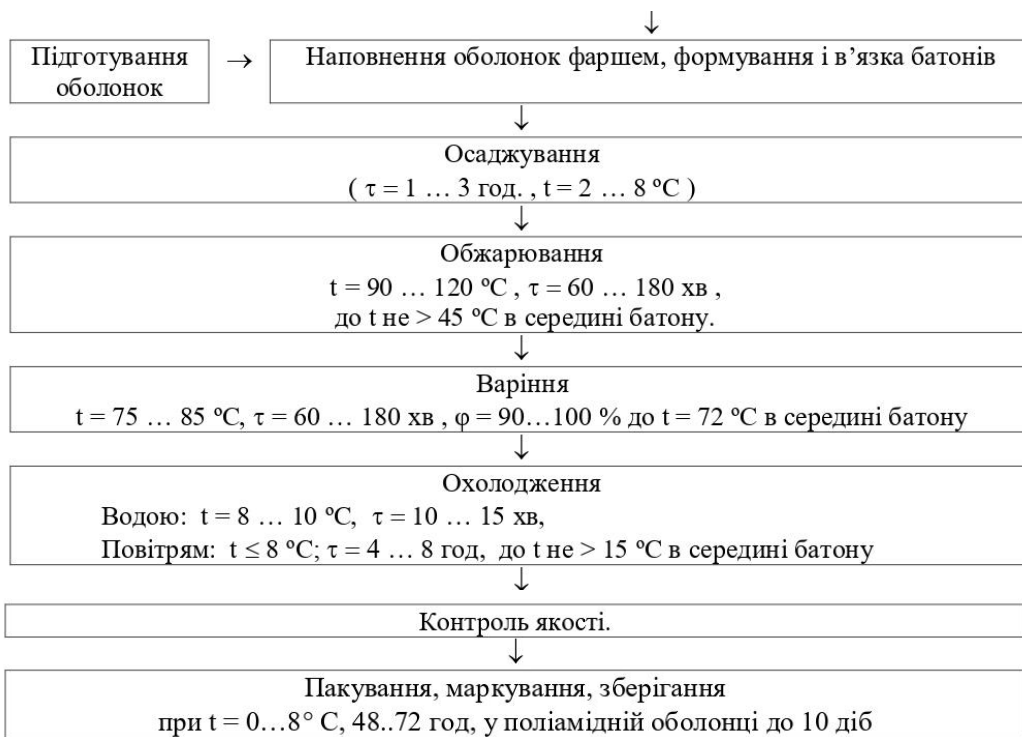 ↓
Підготування
оболонок
→
Наповнення оболонок фаршем, формування і в’язка батонів
↓
Осаджування
( τ = 1 … 3 год. , t = 2 … 8 ºС )
↓
Обжарювання
t = 90 … 120 ºС , τ = 60 … 180 хв ,
до t не > 45 ºС в середині батону.
↓
Варіння
t = 75 … 85 ºС, τ = 60 … 180 хв , φ = 90…100 % до t = 72 ºС в середині батону
↓
Охолодження
Водою: t = 8 … 10 ºС, τ = 10 … 15 хв,
Повітрям: t ≤ 8 ºС; τ = 4 … 8 год, до t не > 15 ºС в середині батону
↓
Контроль якості.
↓
Пакування, маркування, зберігання
при t = 0…8° С, 48..72 год, у поліамідній оболонці до 10 діб